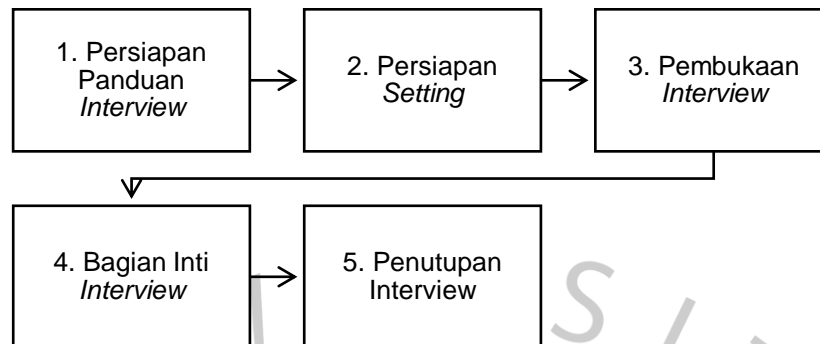 1. Persiapan
Panduan
Interview
2. Persiapan
Setting
3. Pembukaan
Interview
4. Bagian Inti
Interview
5. Penutupan
Interview